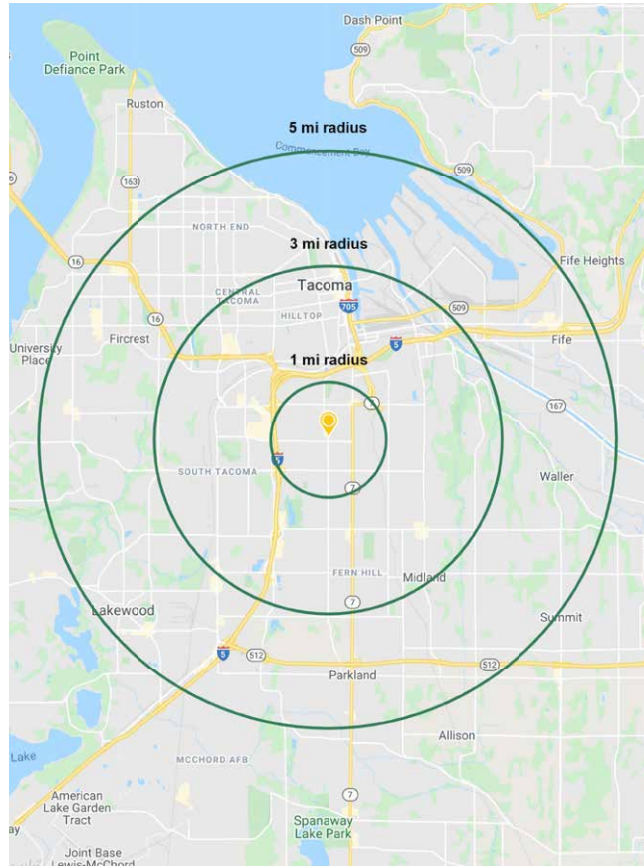 Dash Point
509
Point
Defiance Park
Ruston
5 mi radius
Commencement Bay
509
163
509
NORTH END
3 mi radius
16
Fife Heights
Tacoma
CENTRAL
TACOMA
HILLTOP
705
509
16
Fircrest
5
Fife
University
Place
1 mi radius
7
167
SOUTH TACOMA
5
Waller
7
FERN HILL
Midland
7
Lakewood
Summit
5
512
512
Parkland
Allison
MCCHORD AFB
Lake
American
Lake Garden
Tract
7
ay
Spanaway
Lake Park
Joint Base
Lewis-McChord